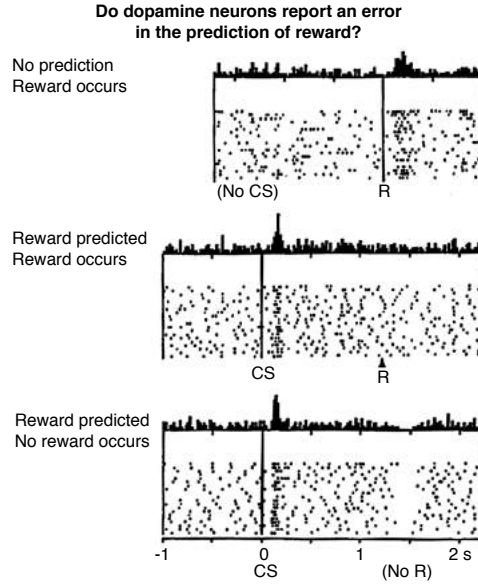 Do dopamine neurons report an error
in the prediction of reward?
No prediction
Reward occurs
(No CS)
R
Reward predicted
Reward occurs
CS
R
Reward predicted
No reward occurs
-1
0
1
2 s
CS
(No R)